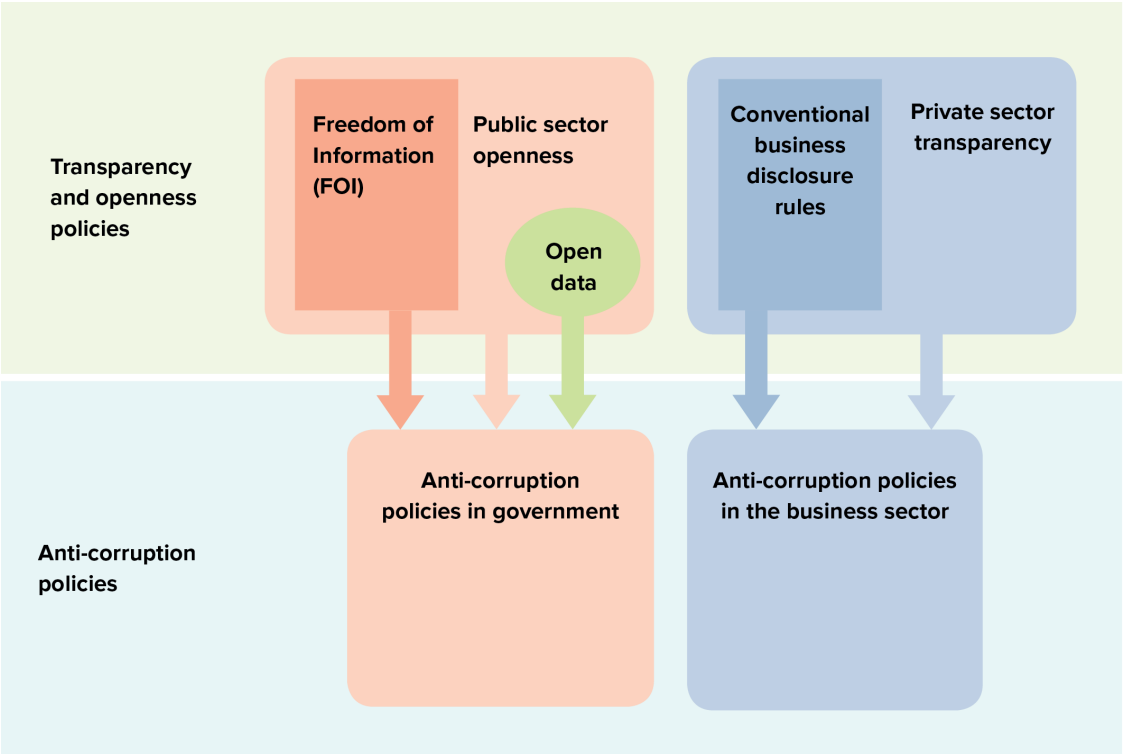 Transparency
and openness
policies
Freedom of
Information
(FOI)
Public sector
openness
Open
data
Conventional
business
disclosure
rules
Private sector
transparency
Anti-corruption
policies
Anti-corruption
policies in government
Anti-corruption policies
in the business sector